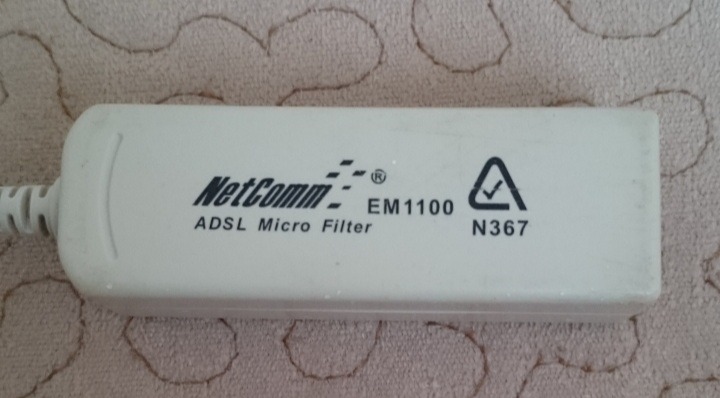 NetComm ®
ADSL Micro Filter
EM1100
N367